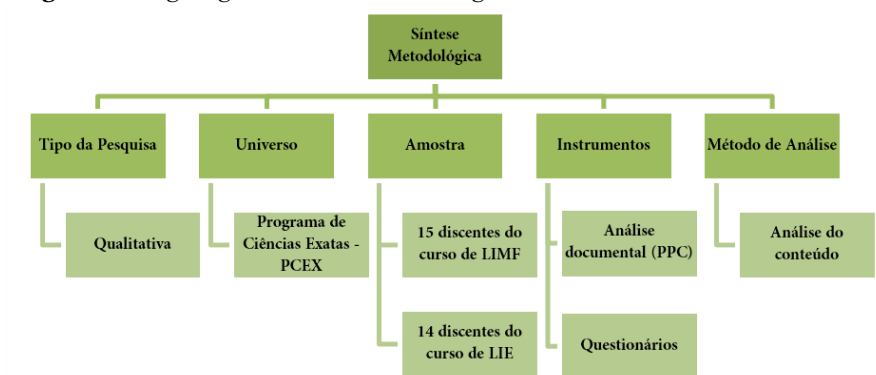 Síntese
Metodológica
Tipo da Pesquisa
Universo
Amostra
Instrumentos
Método de Análise
Qualitativa
Programa de
Ciências Exatas -
PCEX
15 discentes do
curso de LIMF
Análise
documental (PPC)
Análise do
conteúdo
14 discentes do
curso de LIE
Questionários